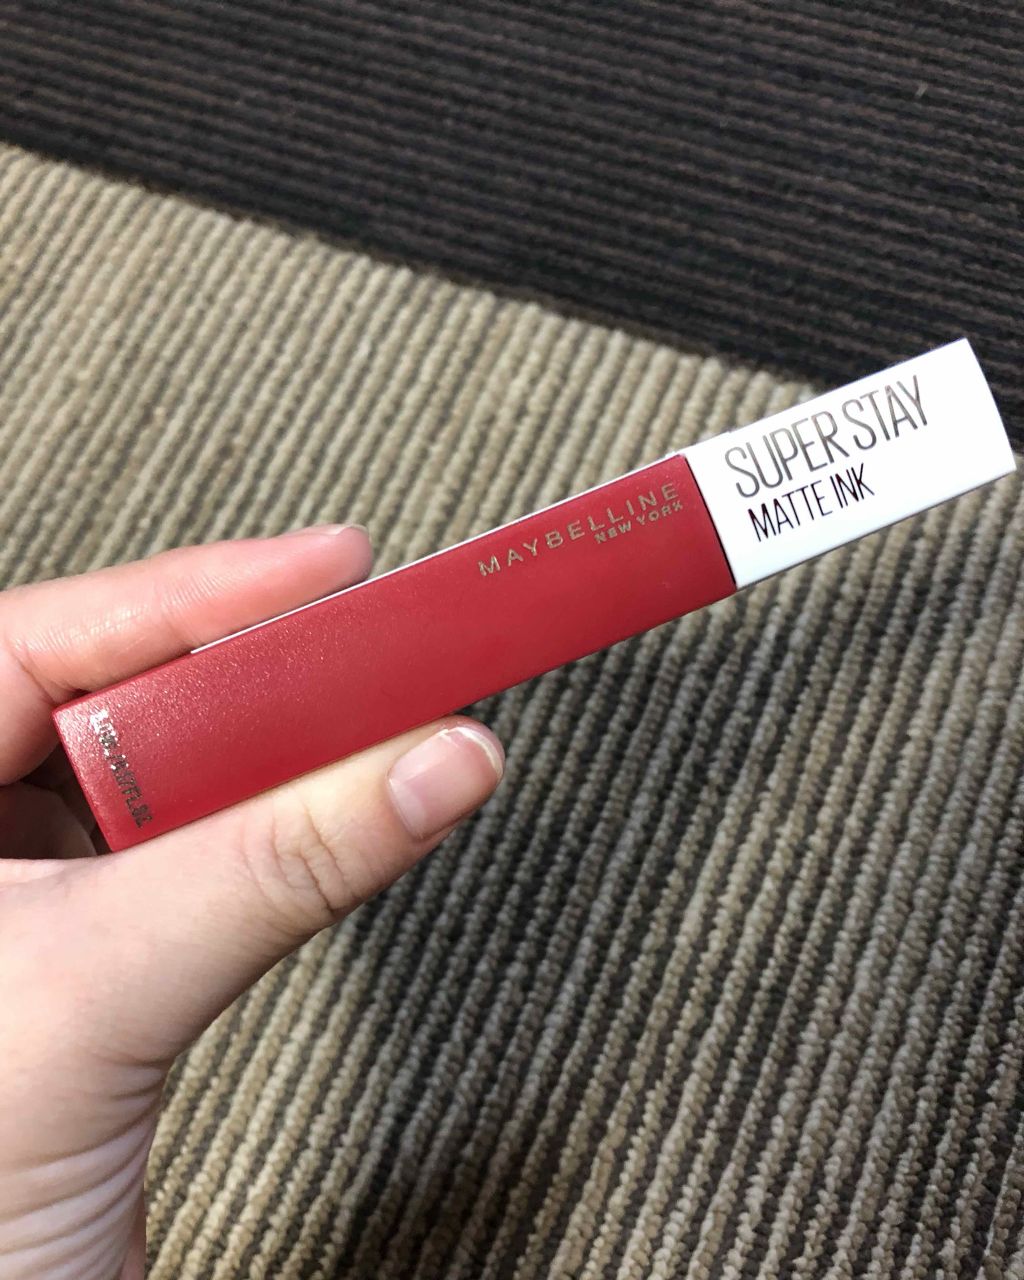 SUPER STAY
MATTE INK
MAYBELLINE
NEW YORK